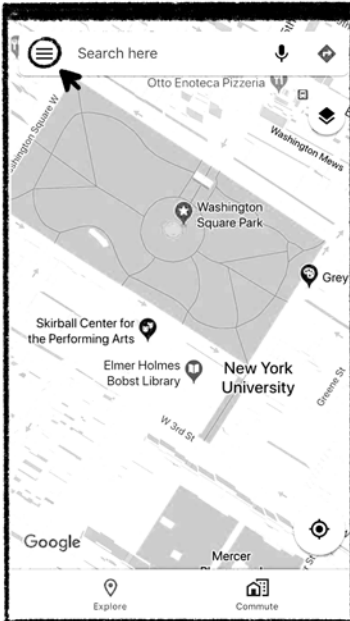 Search here
Otto Enoteca Pizzeria
Washington Square W
Washington Mews
Washington
Square Park
Grey
Skirball Center for
the Performing Arts
Elmer Holmes
Bobst Library
New York
University
Greene St
W 3rd St
Google
Mercer
Explore
Commute